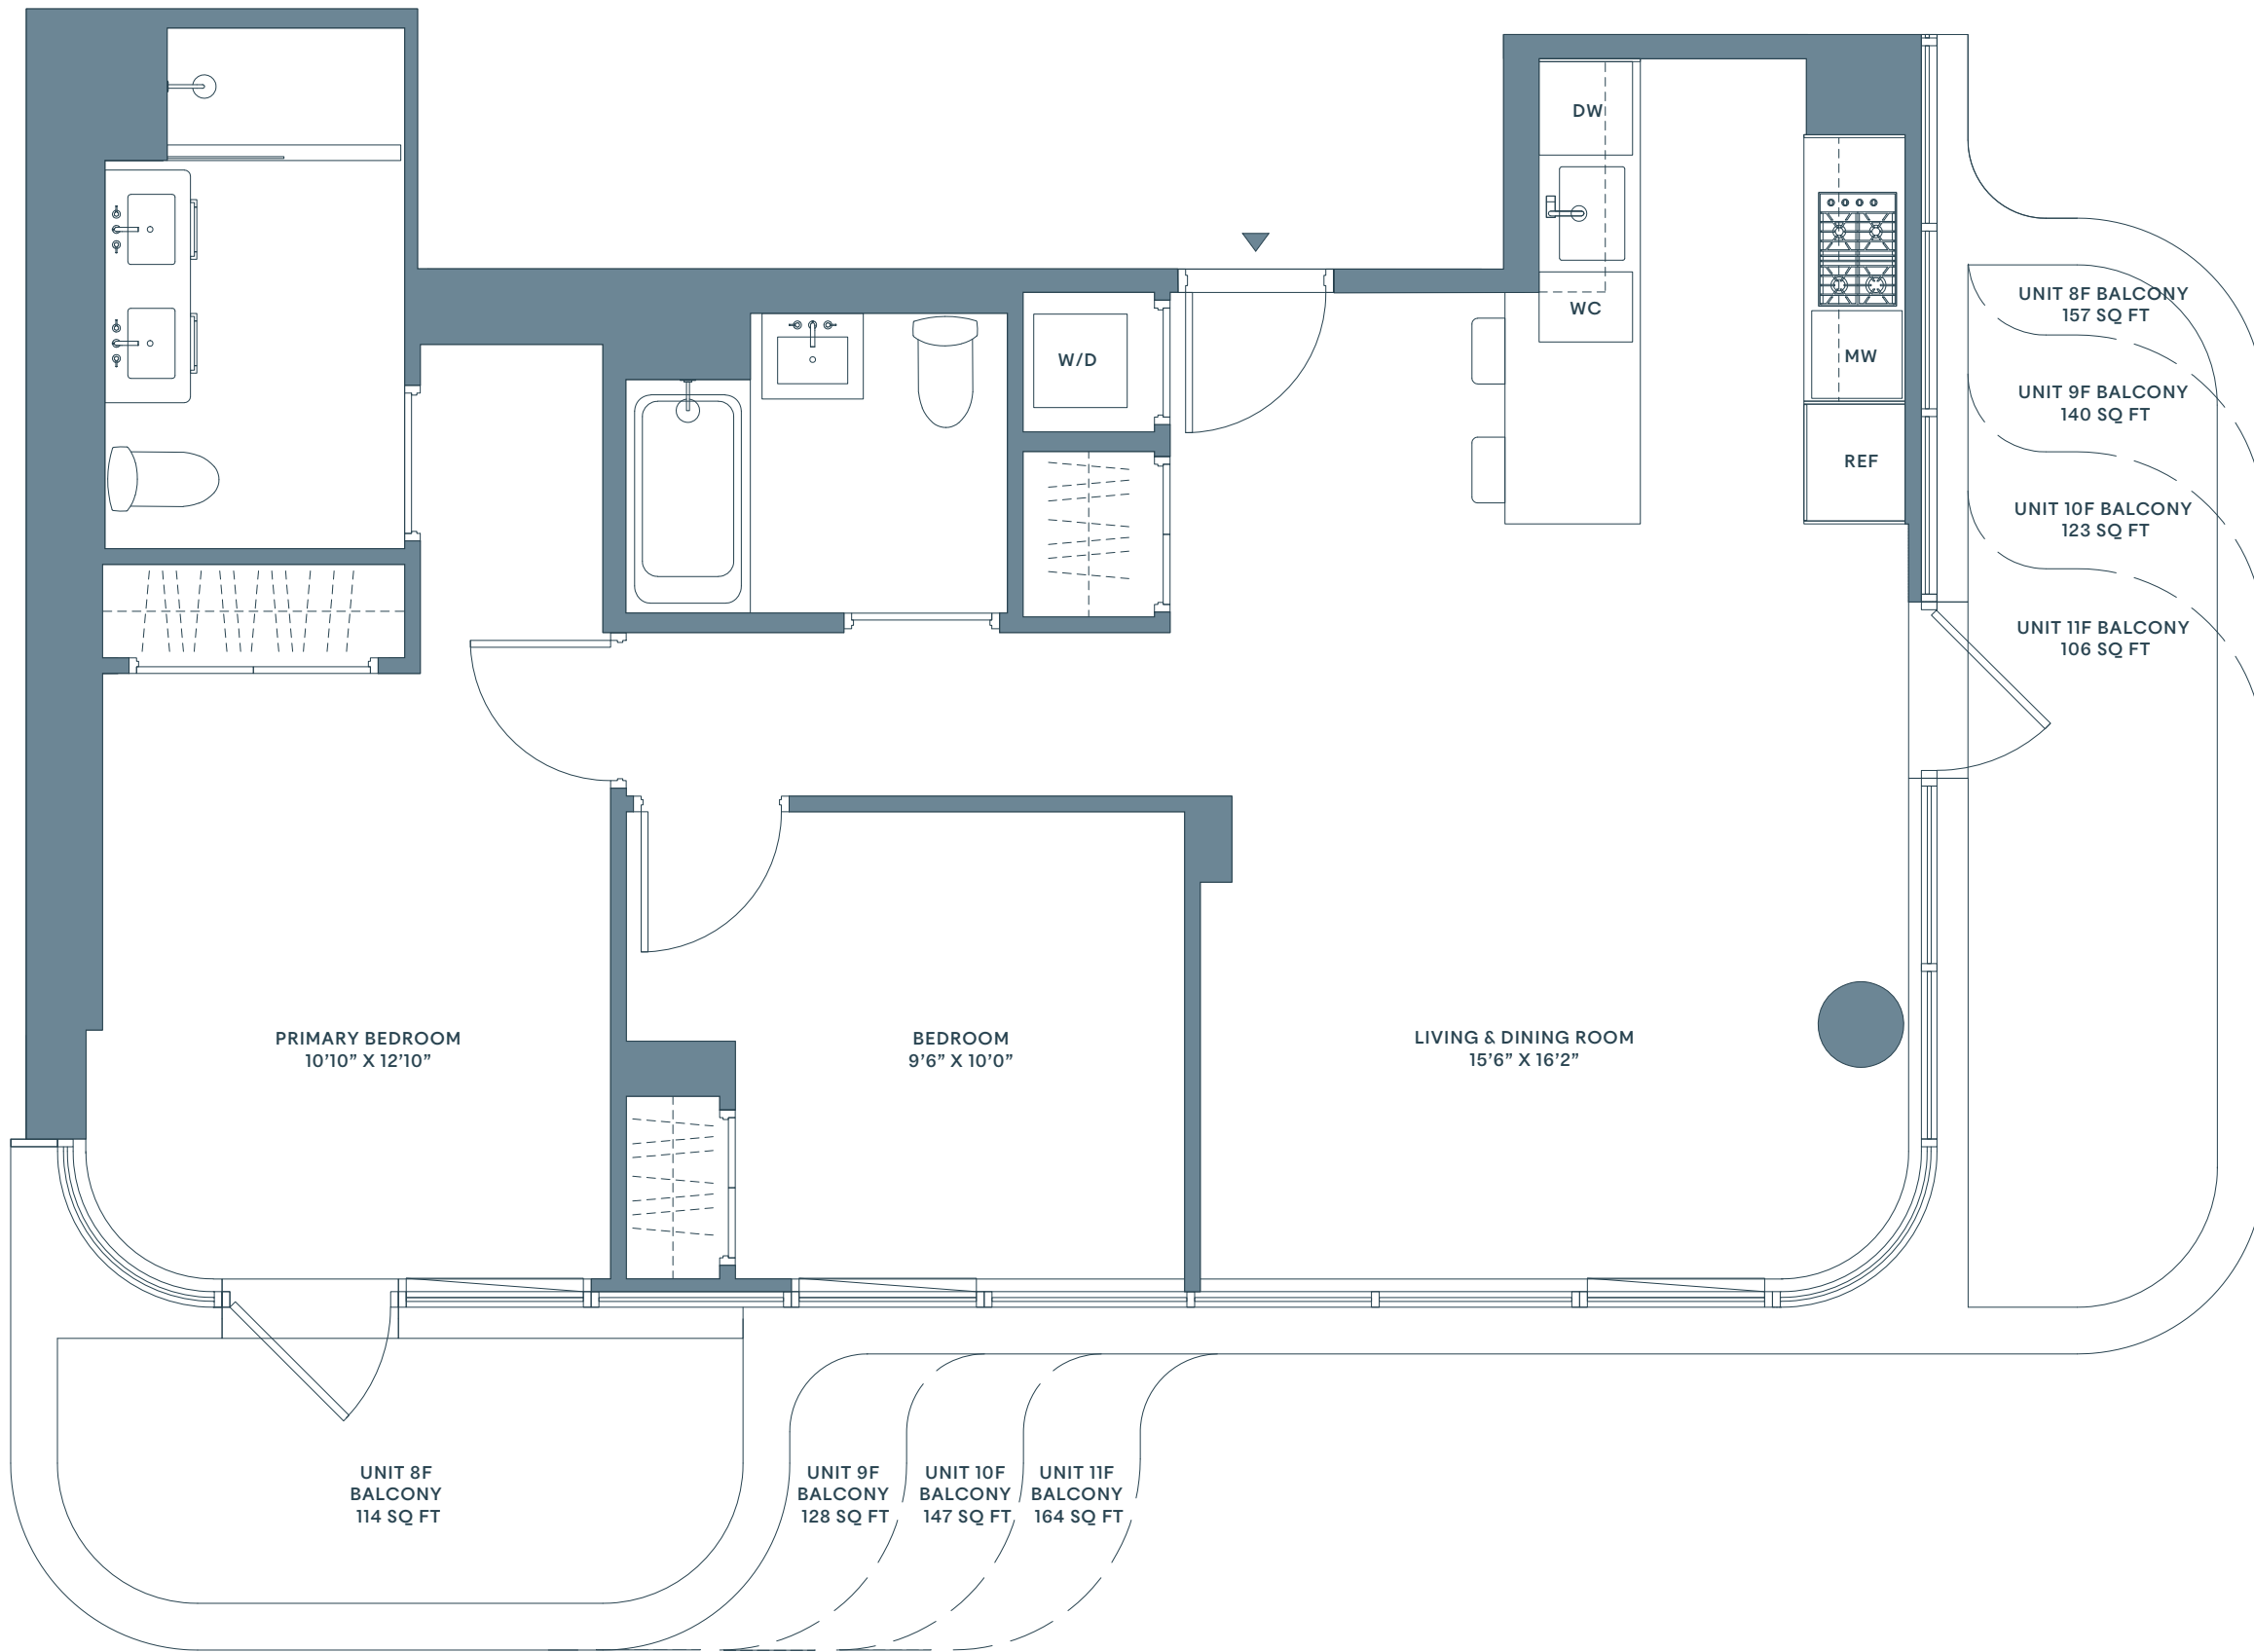 DW
WC
W/D
MW
REF
UNIT 8F BALCONY
157 SQ FT
UNIT 9F BALCONY
140 SQ FT
UNIT 10F BALCONY
123 SQ FT
UNIT 11F BALCONY
106 SQ FT
PRIMARY BEDROOM
10’10” X 12’10”
BEDROOM
9’6” X 10’0”
LIVING & DINING ROOM
15’6” X 16’2”
UNIT 8F
BALCONY
114 SQ FT
UNIT 9F
BALCONY
128 SQ FT
UNIT 10F
BALCONY
147 SQ FT
UNIT 11F
BALCONY
164 SQ FT